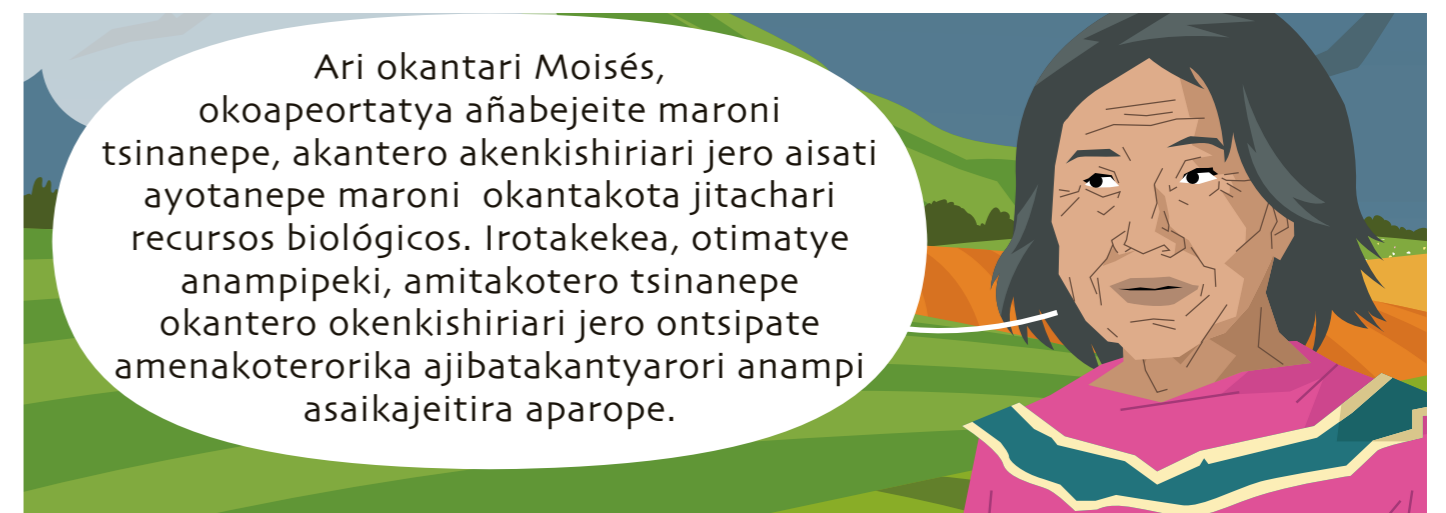 Ari okantari Moisés,
okoapeortatya añabejeite maroni
tsinanepe, akantero akenkishiriari jero aisati
ayotanepe maroni okantakota jitachari
recursos biológicos. Irotakekea, otimatye
anampipeki, amitakotero tsinanepe
okantero okenkishiriari jero ontsipate
amenakoterorika ajibatakantyarori anampi
asaikajeitira aparope.